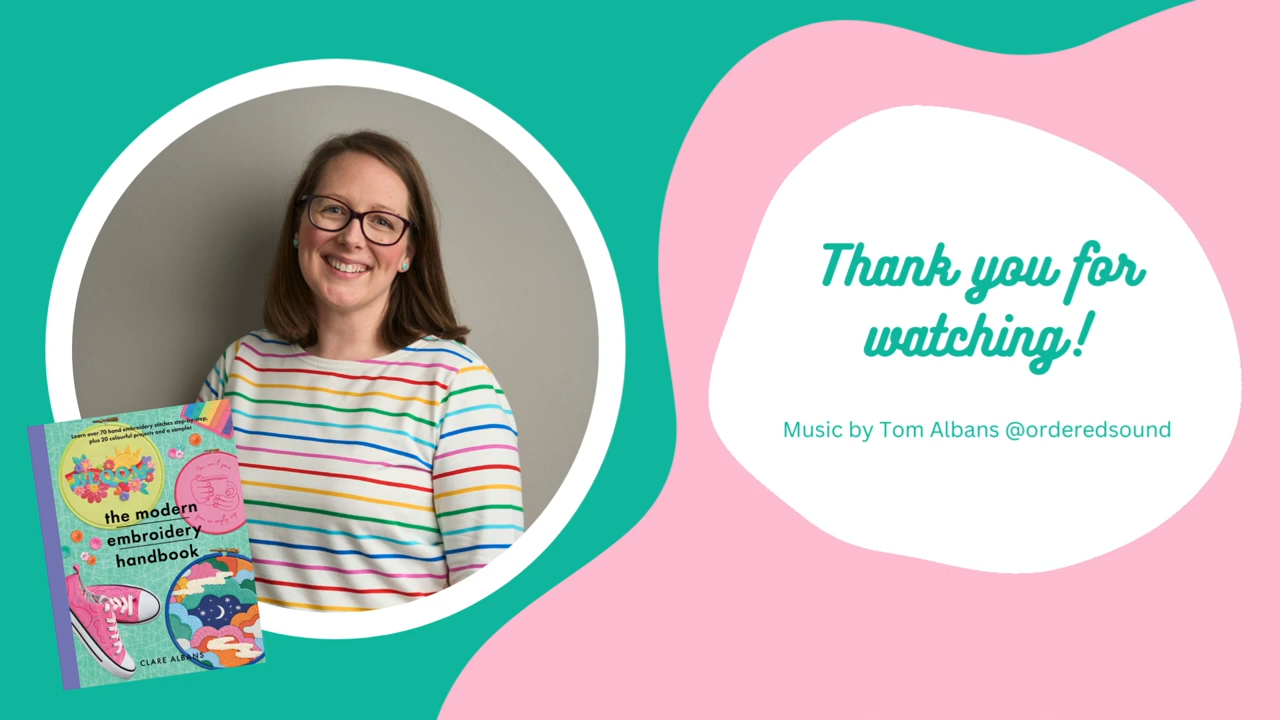 Learn over 70 hand embroidery stitches step-by-step,
plus 20 colourful projects and a sampler
BLOOM
the modern
embroidery
handbook
CLARE ALBANS
Thank you for
watching!
Music by Tom Albans @orderedsound